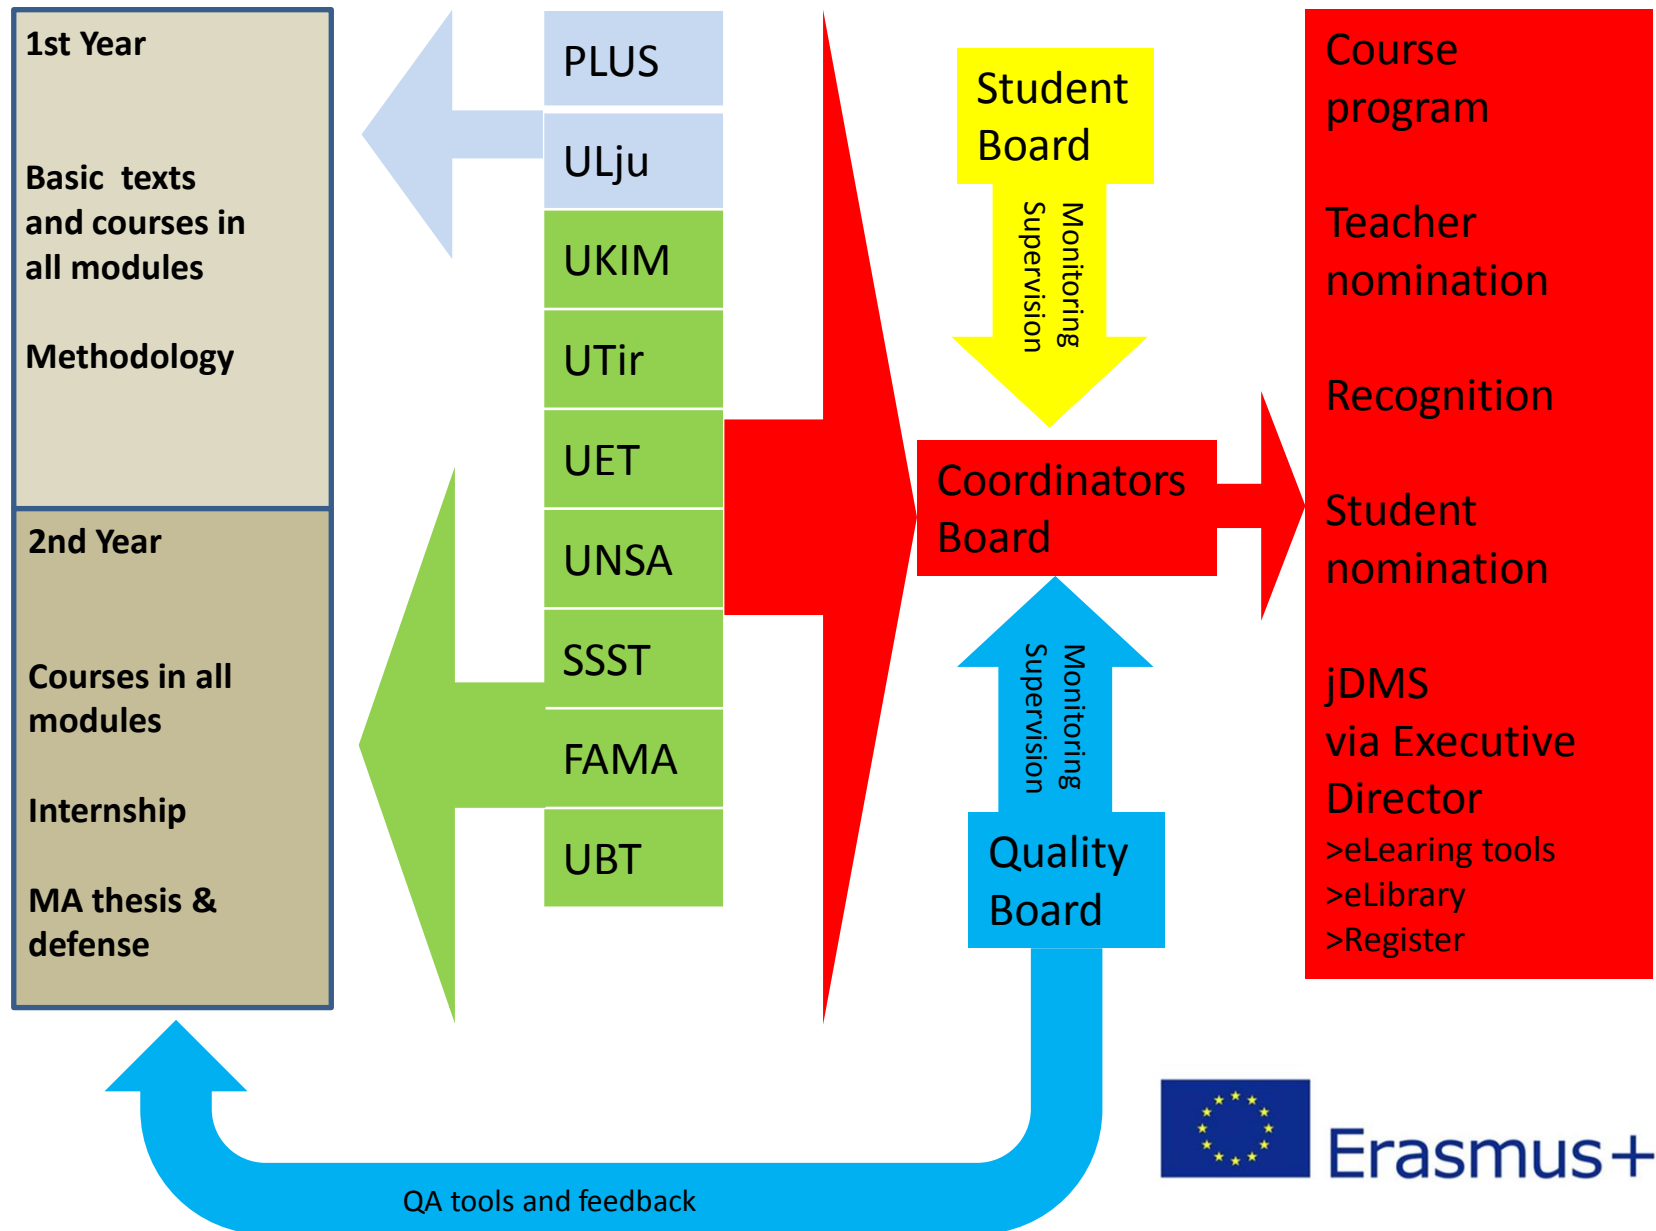 1st Year
Basic texts
and courses in
all modules
Methodology
2nd Year
Courses in all
modules
Internship
MA thesis &
defense
PLUS
ULju
UKIM
UTir
UET
UNSA
SSST
FAMA
UBT
Student
Board
Monitoring
Supervision
Coordinators
Board
Monitoring
Supervision
Quality
Board
QA tools and feedback
Course
program
Teacher
nomination
Recognition
Student
nomination
jDMS
via Executive
Director
>eLearing tools
>eLibrary
>Register
Erasmus+